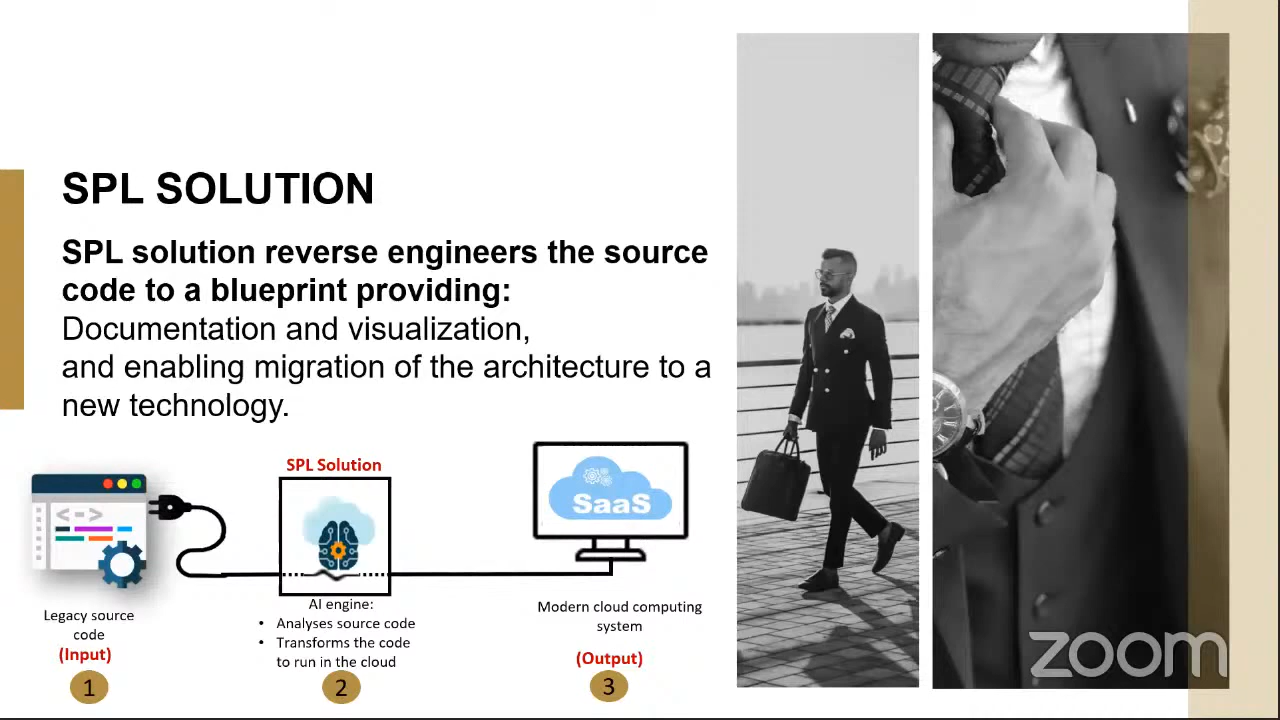 SPL SOLUTION
SPL solution reverse engineers the source
code to a blueprint providing:
Documentation and visualization,
and enabling migration of the architecture to a
new technology.
SPL Solution
<->
SaaS
Legacy source
code
(Input)
1
AI engine:
• Analyses source code
• Transforms the code
to run in the cloud
2
Modern cloud computing
system
(Output)
3
zoom